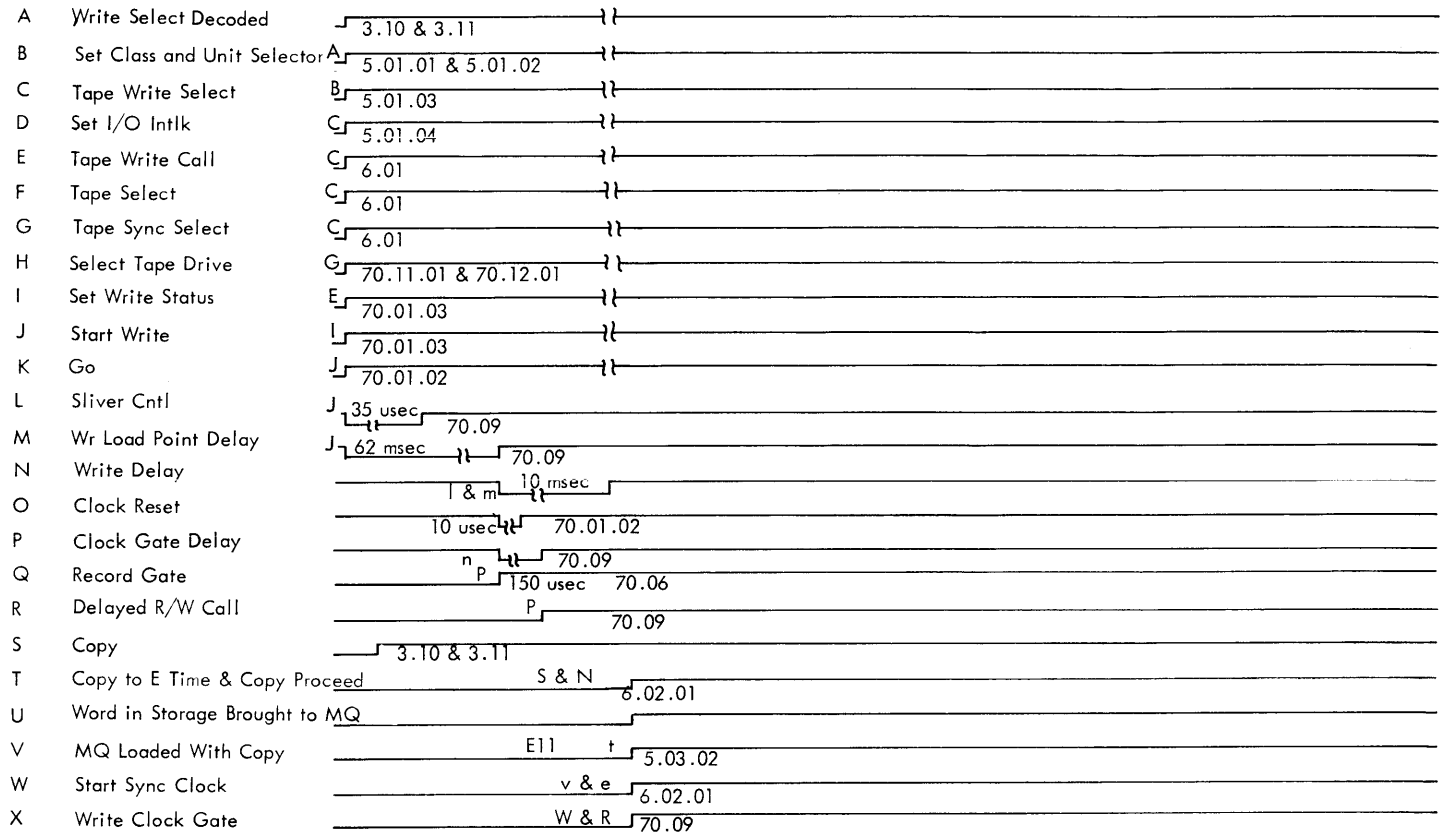 A Write Select Decoded 3.10 & 3.11
B Set Class and Unit Selector A 5.01.01 & 5.01.02
C Tape Write Select B 5.01.03
D Set I/O Intlk C 5.01.04
E Tape Write Call C 6.01
F Tape Select C 6.01
G Tape Sync Select C 6.01
H Select Tape Drive G 70.11.01 & 70.12.01
I Set Write Status E 70.01.03
J Start Write I 70.01.03
K Go J 70.01.02
L Sliver Cntl J 35 usec 70.09
M Wr Load Point Delay J 62 msec 70.09
N Write Delay l & m 10 msec
O Clock Reset 10 usec 70.01.02
P Clock Gate Delay n 70.09
Q Record Gate P 150 usec 70.06
R Delayed R/W Call P 70.09
S Copy 3.10 & 3.11
T Copy to E Time & Copy Proceed S & N 6.02.01
U Word in Storage Brought to MQ
V MQ Loaded With Copy E11 t 5.03.02
W Start Sync Clock v & e 6.02.01
X Write Clock Gate W & R 70.09